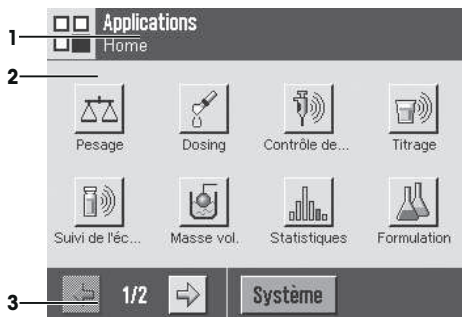 Applications
1
Home
2
Pesage
Dosing
Contrôle de...
Titrage
Suivi de l'éc...
Masse vol.
Statistiques
Formulation
3
1/2
Système